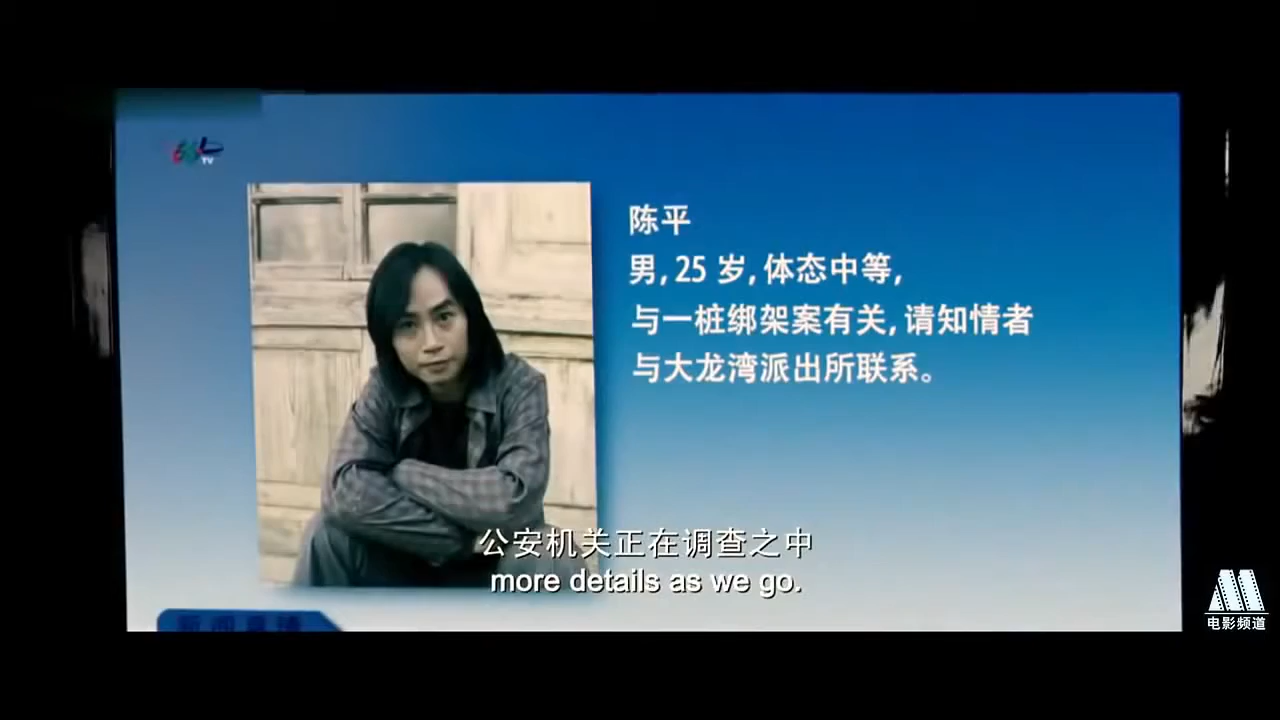 TV
陈平
男, 25 岁, 体态中等,
与一桩绑架案有关, 请知情者
与大龙湾派出所联系。
公安机关正在调查之中
more details as we go.
电影频道